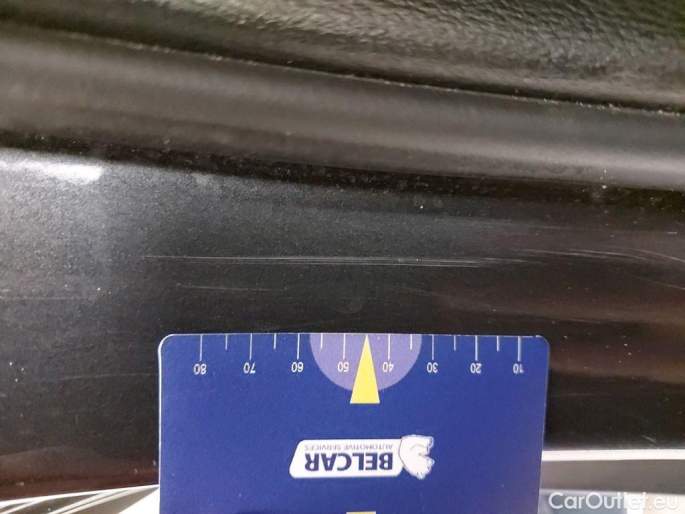 80 70 60 50 40 30 20 10
BELCAR
AUTOMOTIVE SERVICES
CarOutlet.eu